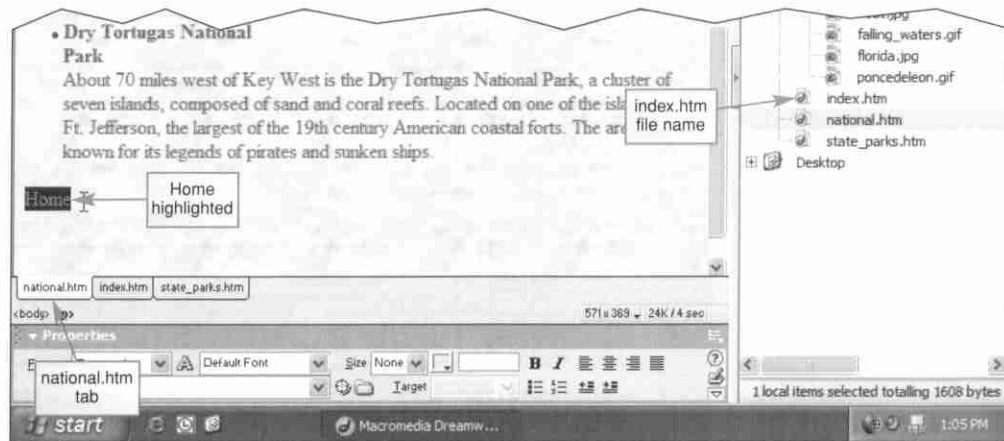 • Dry Tortugas National
Park
About 70 miles west of Key West is the Dry Tortugas National Park, a cluster of
seven islands, composed of sand and coral reefs. Located on one of the isla
Ft. Jefferson, the largest of the 19th century American coastal forts. The are
known for its legends of pirates and sunken ships.
Home
Home
highlighted
index.htm
file name
falling_waters.gif
florida.jpg
poncedeleon.gif
index.htm
national.htm
state_parks.htm
Desktop
national.htm index.htm state_parks.htm
<body> <p>
571 x 369 24K / 4 sec
Properties
Default Font Size None B I
Target
national.htm
tab
1 local items selected totalling 1608 bytes
start
Macromedia Dreamw...
1:05 PM